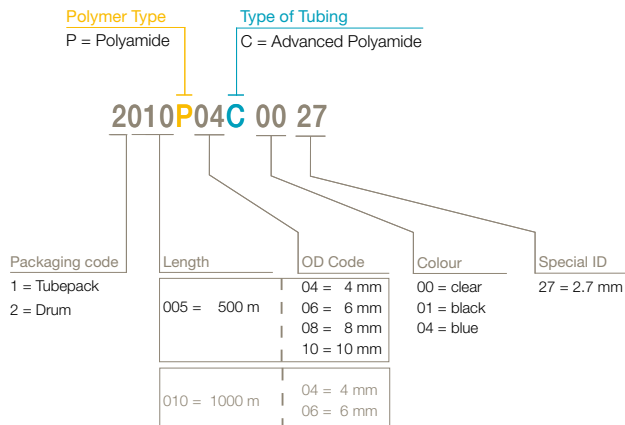 Polymer Type
P = Polyamide
Type of Tubing
C = Advanced Polyamide
2010P04C 00 27
Packaging code
1 = Tubepack
2 = Drum
Length
005 = 500 m
010 = 1000 m
OD Code
04 = 4 mm
06 = 6 mm
08 = 8 mm
10 = 10 mm
04 = 4 mm
06 = 6 mm
Colour
00 = clear
01 = black
04 = blue
Special ID
27 = 2.7 mm